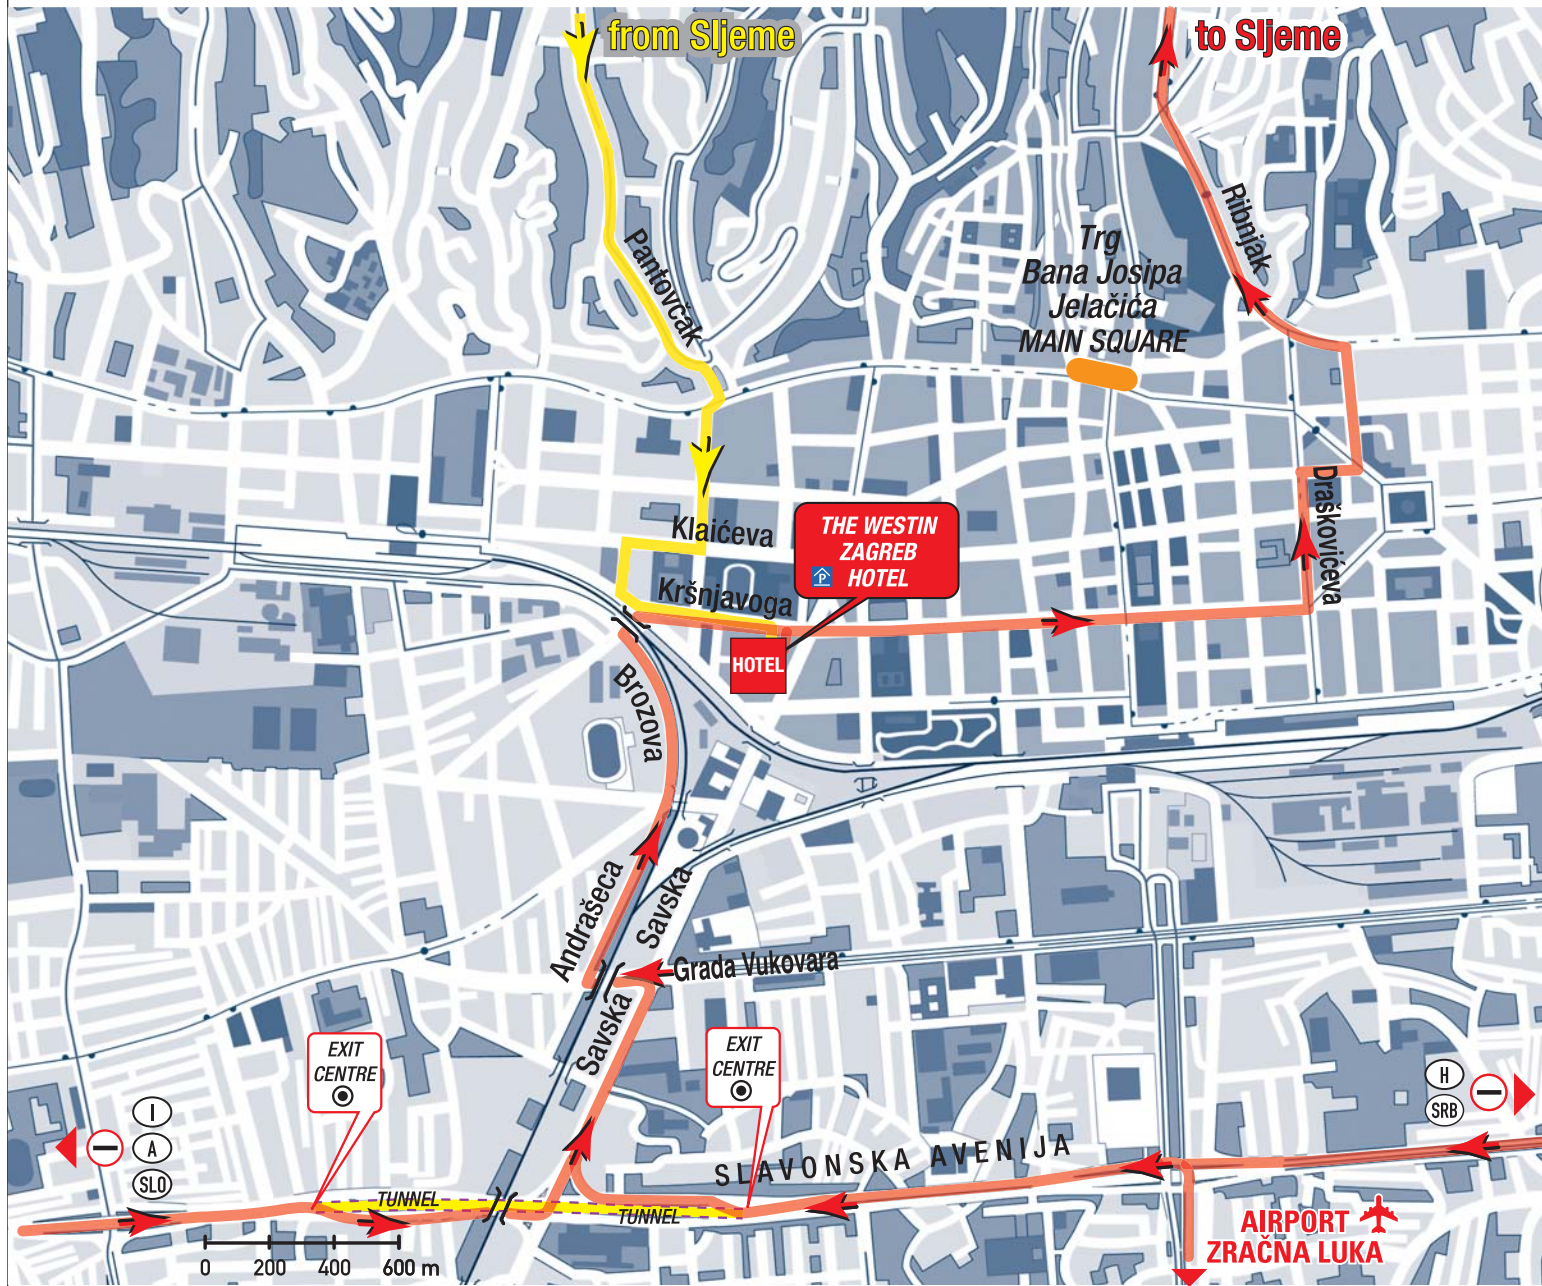 from Sljeme
to Sljeme
Ribnjak
Pantovčak
Trg
Bana Josipa
Jelačića
MAIN SQUARE
Draškovićeva
Klaićeva
THE WESTIN
ZAGREB
P HOTEL
Kršnjavoga
HOTEL
Brozova
Andrašeca
Savska
Grada Vukovara
Savska
EXIT
CENTRE
EXIT
CENTRE
I
A
SLO
H
SRB
SLAVONSKA AVENIJA
TUNNEL
TUNNEL
AIRPORT
ZRAČNA LUKA
0 200 400 600 m